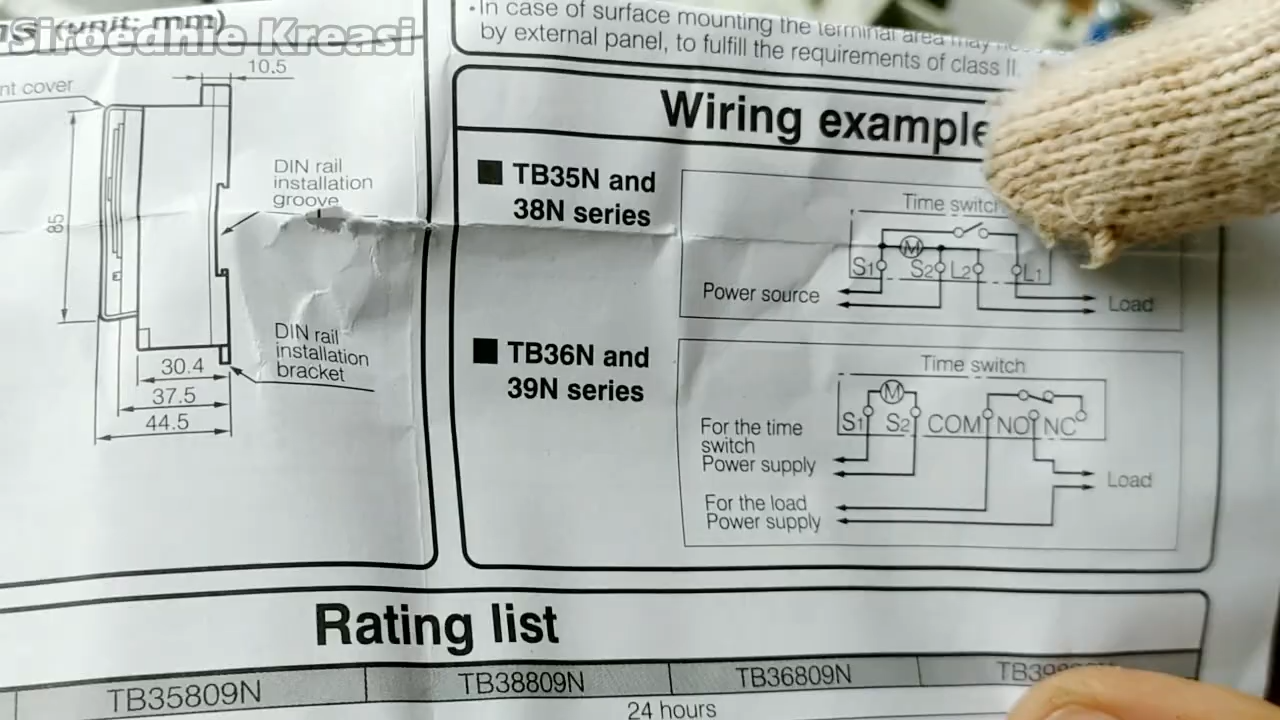 (unit: mm)
Siroednie Kreasi
10.5
nt cover
DIN rail
installation
groove
85
DIN rail
installation
bracket
30.4
37.5
44.5
·In case of surface mounting the terminal area may
by external panel, to fulfill the requirements of class II.
Wiring example
■ TB35N and
38N series
Time switch
M
S1 S2 L2 L1
Power source
Load
■ TB36N and
39N series
Time switch
M
S1 S2 COM NO NC
For the time
switch
Power supply
Load
For the load
Power supply
Rating list
TB35809N TB38809N TB36809N
24 hours